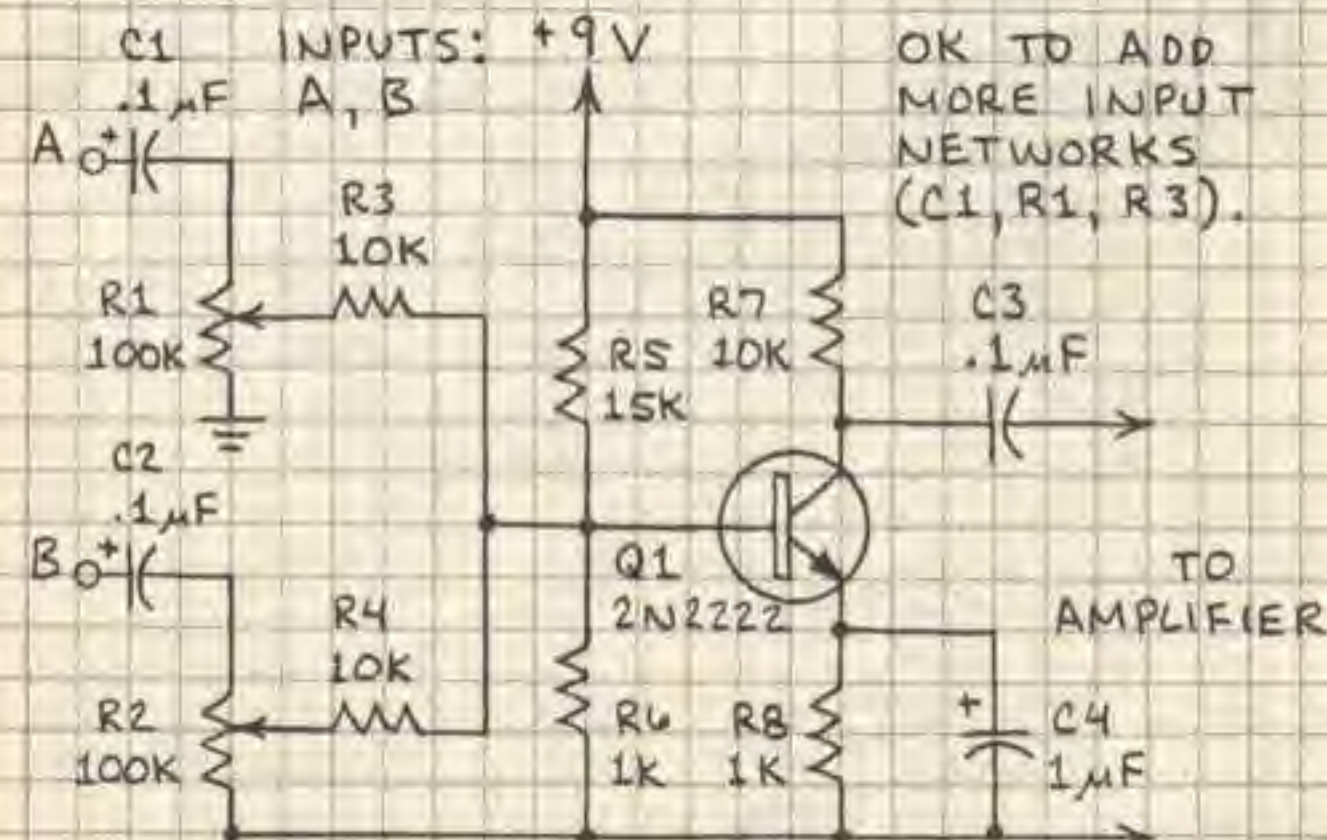 C1 INPUTS: +9V
.1µF A, B
OK TO ADD
MORE INPUT
NETWORKS
(C1, R1, R3).
A +
R3
10K
R1
100K
R5
15K
R7
10K
C3
.1µF
C2
.1µF
B +
Q1
2N2222
TO
AMPLIFIER
R4
10K
R2
100K
R6
1K
R8
1K
+ C4
1µF